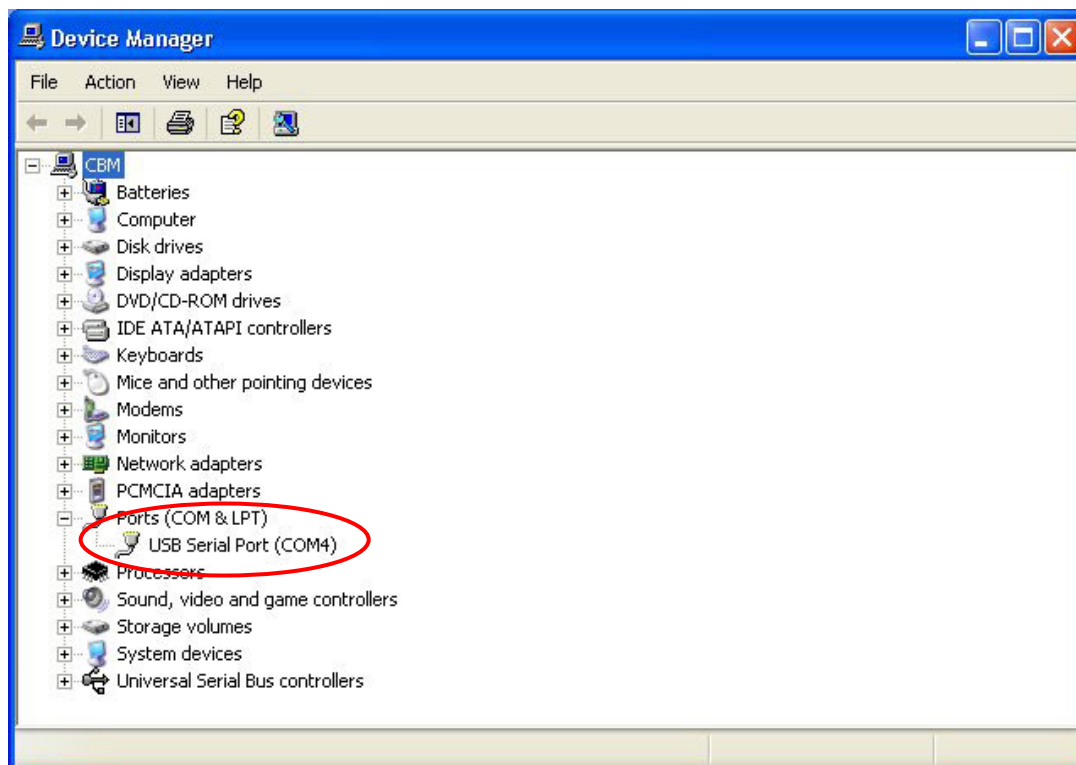 Device Manager
File Action View Help
CBM
Batteries
Computer
Disk drives
Display adapters
DVD/CD-ROM drives
IDE ATA/ATAPI controllers
Keyboards
Mice and other pointing devices
Modems
Monitors
Network adapters
PCMCIA adapters
Ports (COM & LPT)
USB Serial Port (COM4)
Processors
Sound, video and game controllers
Storage volumes
System devices
Universal Serial Bus controllers